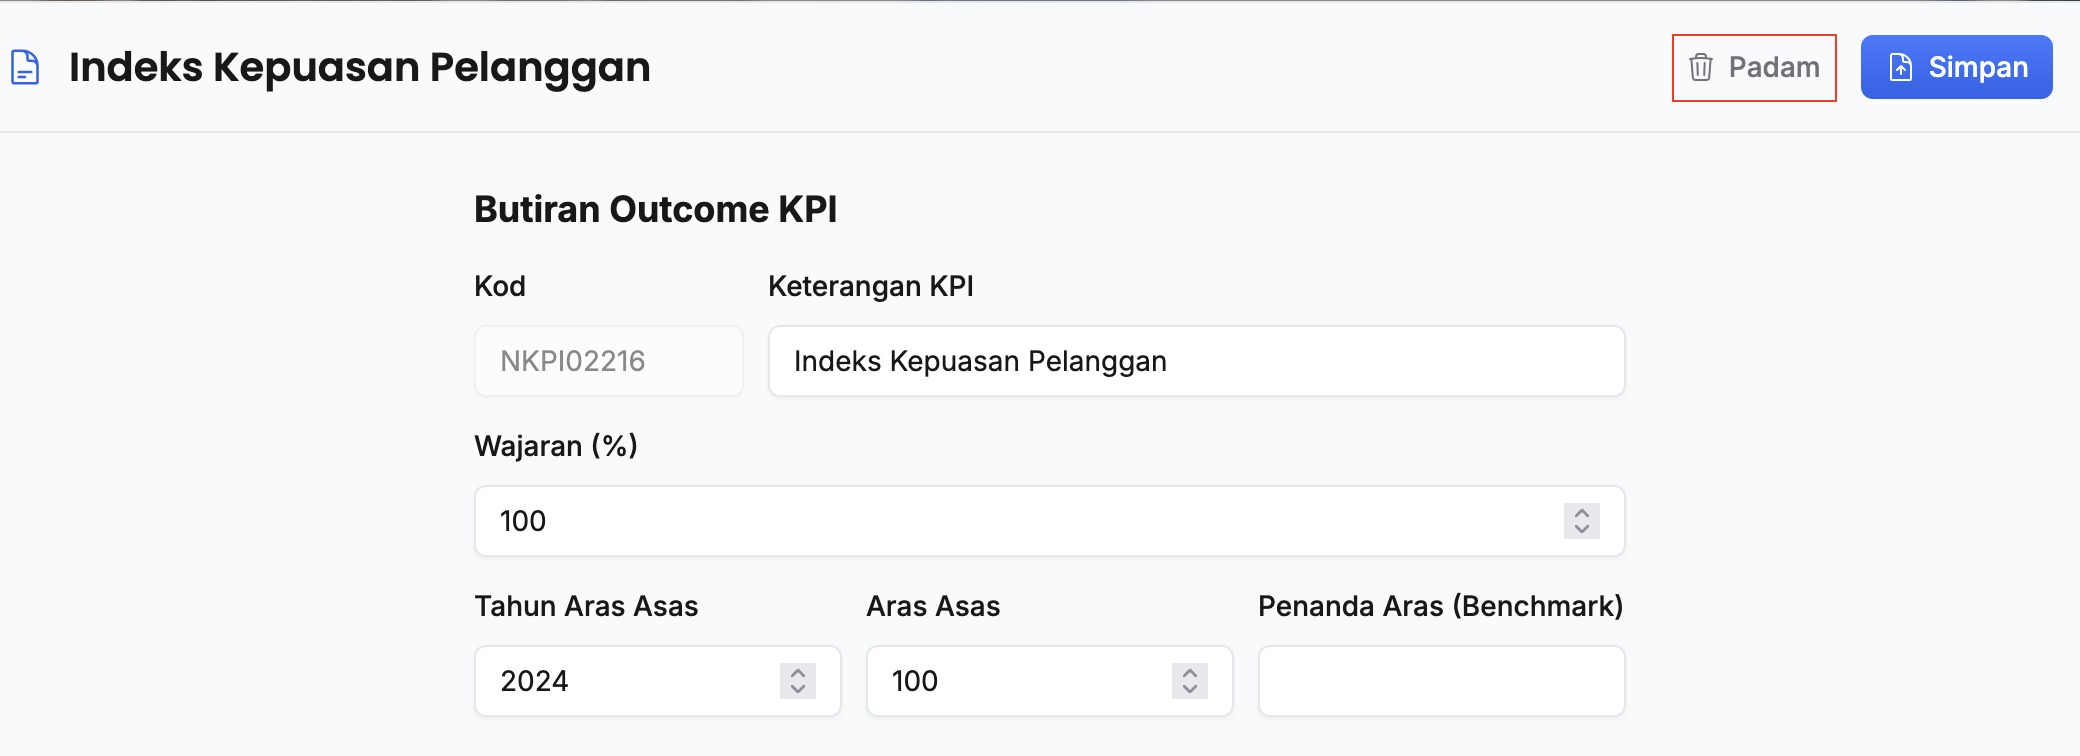 Indeks Kepuasan Pelanggan
Padam
Simpan
Butiran Outcome KPI
Kod
Keterangan KPI
NKPI02216
Indeks Kepuasan Pelanggan
Wajaran (%)
100
Tahun Aras Asas
Aras Asas
Penanda Aras (Benchmark)
2024
100